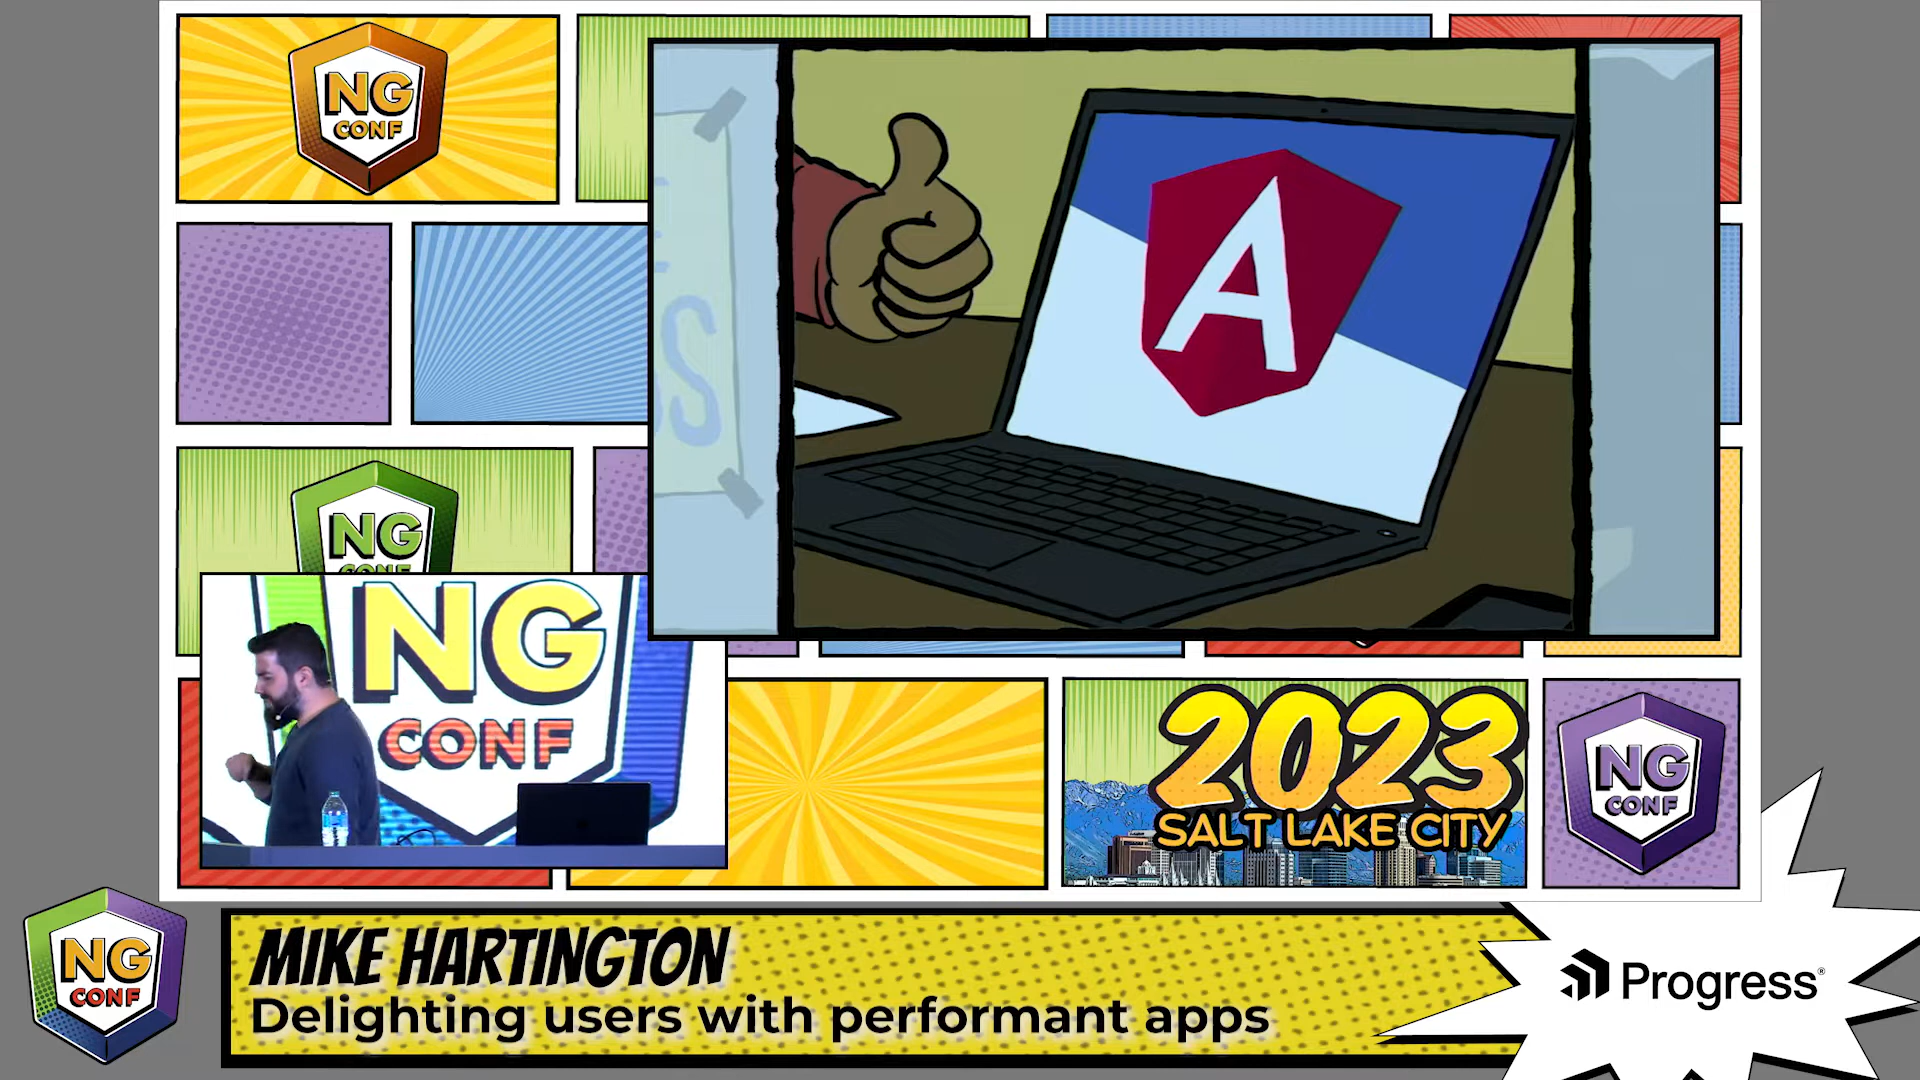 NG
CONF
A
S
NG
CONF
NG
CONF
2023
SALT LAKE CITY
NG
CONF
NG
CONF
MIKE HARTINGTON
Delighting users with performant apps
Progress®